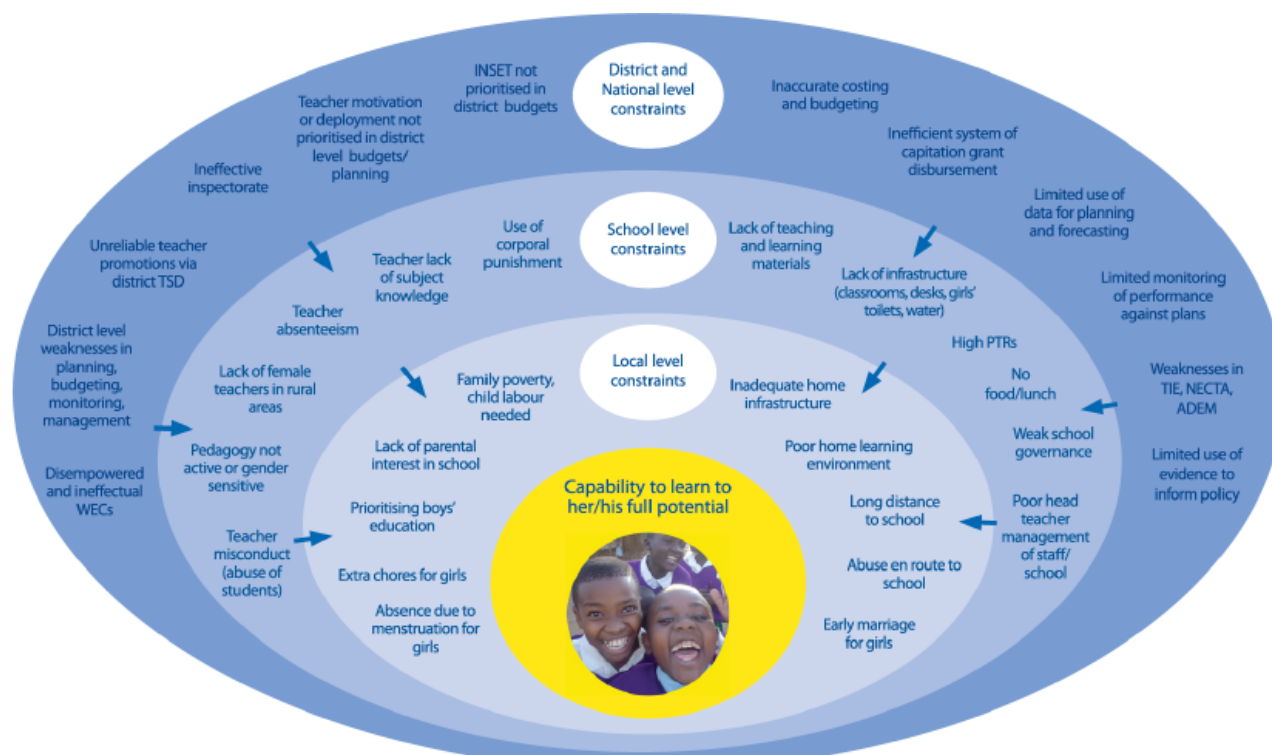 District and
National level
constraints
INSET not
prioritised in
district budgets
Teacher motivation
or deployment not
prioritised in district
level budgets/
planning
Ineffective
inspectorate
Unreliable teacher
promotions via
district TSD
District level
weaknesses in
planning,
budgeting,
monitoring,
management
Disempowered
and ineffectual
WECs
Inaccurate costing
and budgeting
Inefficient system of
capitation grant
disbursement
Limited use of
data for planning
and forecasting
Limited monitoring
of performance
against plans
Weaknesses in
TIE, NECTA,
ADEM
Limited use of
evidence to
inform policy
School level
constraints
Use of
corporal
punishment
Teacher lack
of subject
knowledge
Teacher
absenteeism
Lack of female
teachers in rural
areas
Pedagogy not
active or gender
sensitive
Teacher
misconduct
(abuse of
students)
Lack of teaching
and learning
materials
Lack of infrastructure
(classrooms, desks, girls'
toilets, water)
High PTRs
No
food/lunch
Weak school
governance
Poor head
teacher
management
of staff/
school
Local level
constraints
Family poverty,
child labour
needed
Lack of parental
interest in school
Prioritising boys'
education
Extra chores for girls
Absence due to
menstruation for
girls
Inadequate home
infrastructure
Poor home learning
environment
Long distance
to school
Abuse en route to
school
Early marriage
for girls
Capability to learn to
her/his full potential